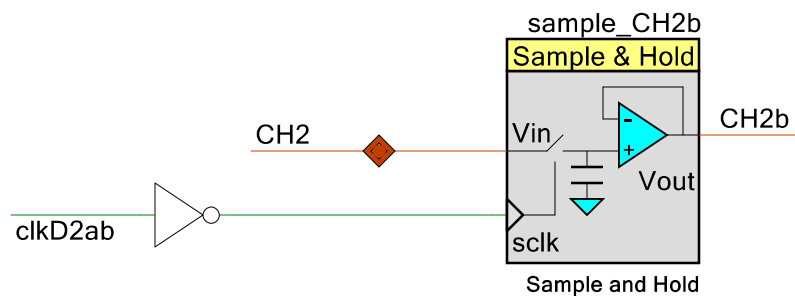 sample_CH2b
Sample & Hold
CH2
Vin
-
+
CH2b
Vout
clkD2ab
sclk
Sample and Hold